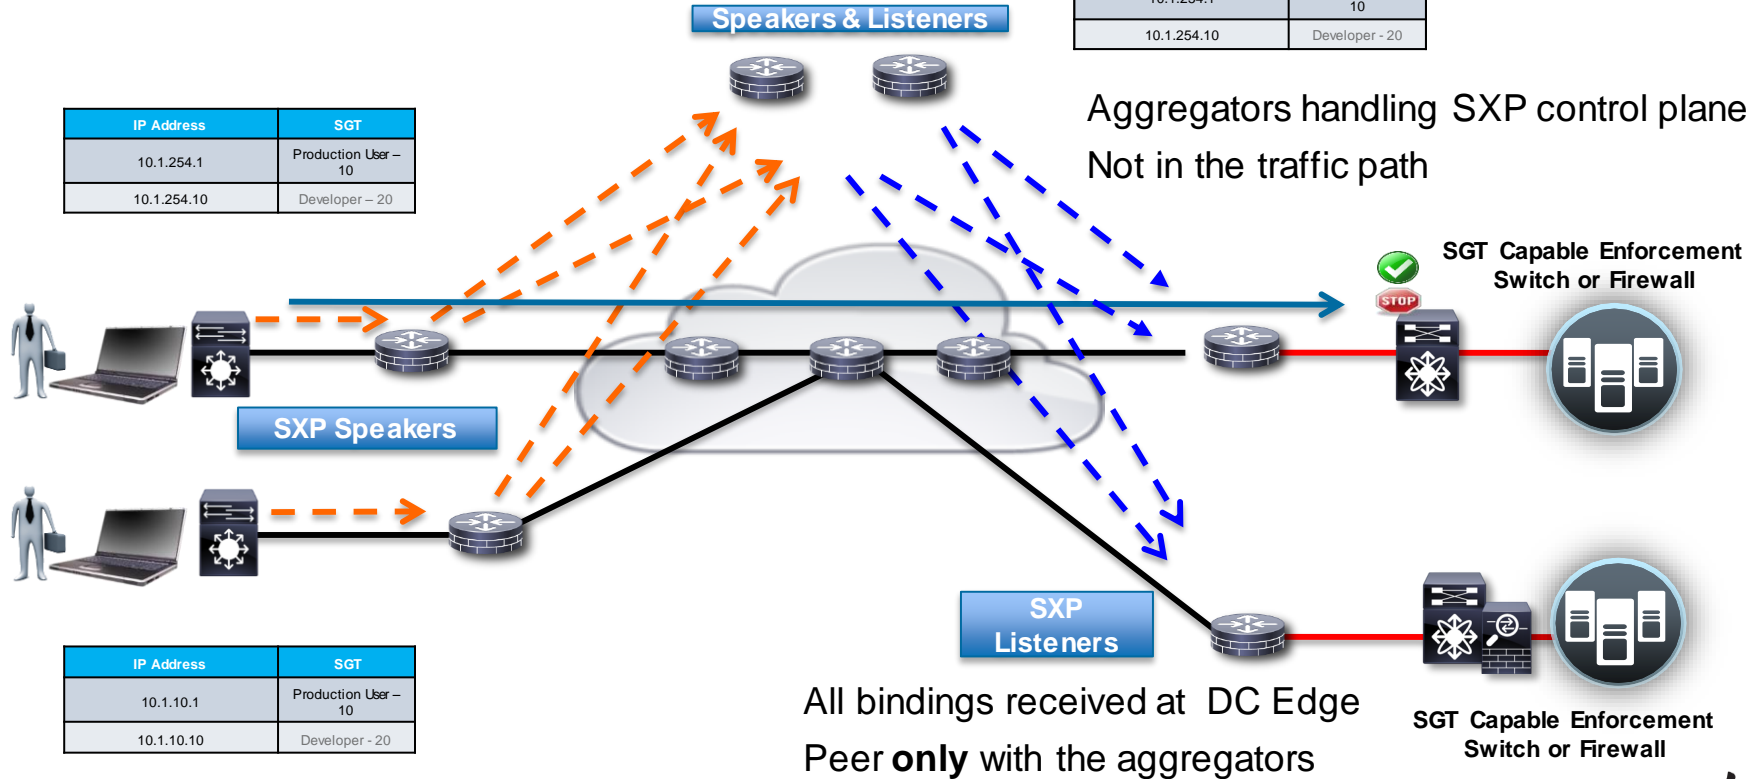 Speakers & Listeners
10.1.254.1
10
10.1.254.10 Developer - 20
Aggregators handling SXP control plane
Not in the traffic path
IP Address SGT
10.1.254.1 Production User –
10
10.1.254.10 Developer – 20
SGT Capable Enforcement
Switch or Firewall
STOP
SXP Speakers
SXP
Listeners
IP Address SGT
10.1.10.1 Production User –
10
10.1.10.10 Developer - 20
All bindings received at DC Edge
Peer only with the aggregators
SGT Capable Enforcement
Switch or Firewall